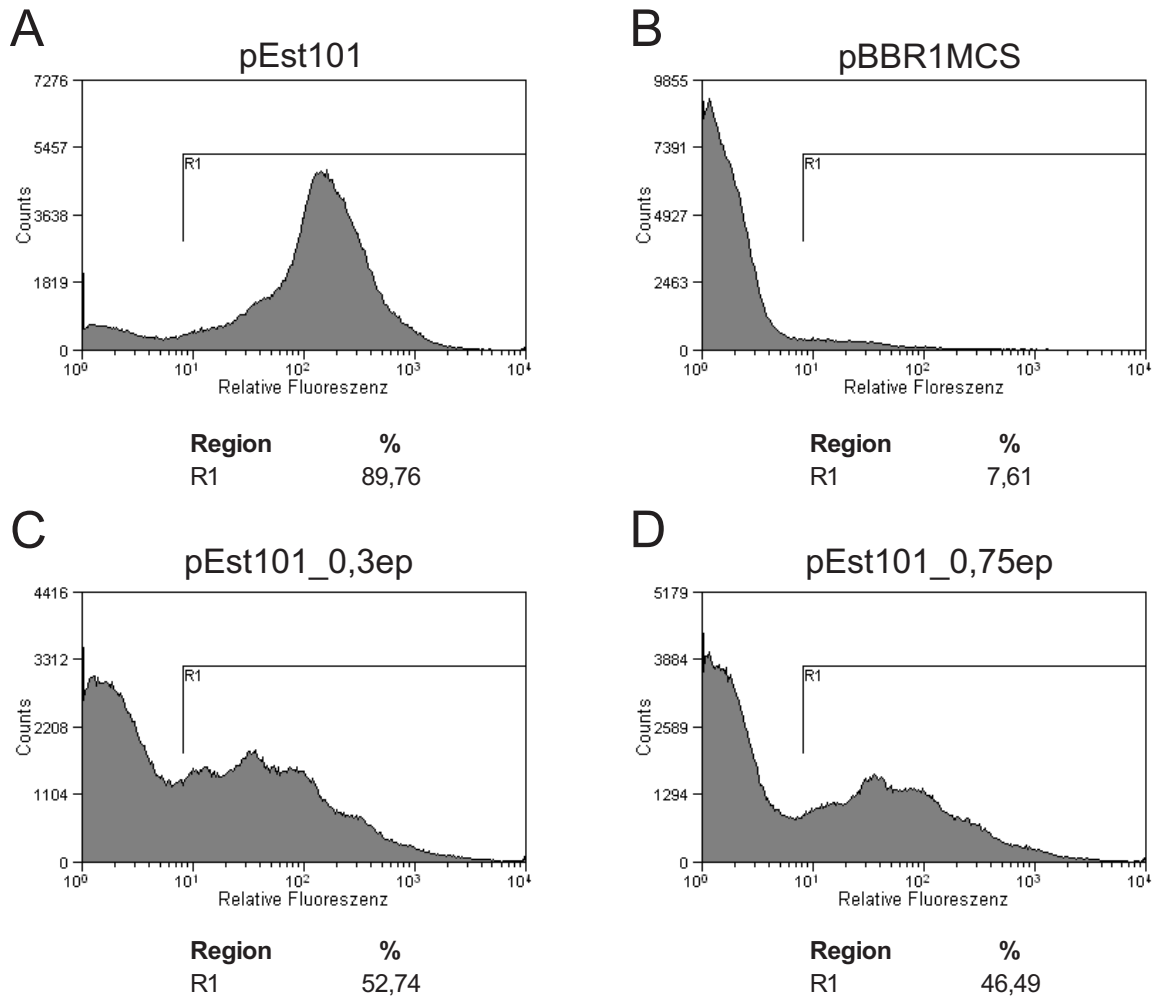 A
pEst101
7276
5457
3638
1819
0
Counts
R1
10⁰ 10¹ 10² 10³ 10⁴
Relative Fluoreszenz
Region %
R1 89,76
B
pBBR1MCS
9855
7391
4927
2463
0
Counts
R1
10⁰ 10¹ 10² 10³ 10⁴
Relative Floreszenz
Region %
R1 7,61
C
pEst101_0,3ep
4416
3312
2208
1104
0
Counts
R1
10⁰ 10¹ 10² 10³ 10⁴
Relative Fluoreszenz
Region %
R1 52,74
D
pEst101_0,75ep
5179
3884
2589
1294
0
Counts
R1
10⁰ 10¹ 10² 10³ 10⁴
Relative Floreszenz
Region %
R1 46,49